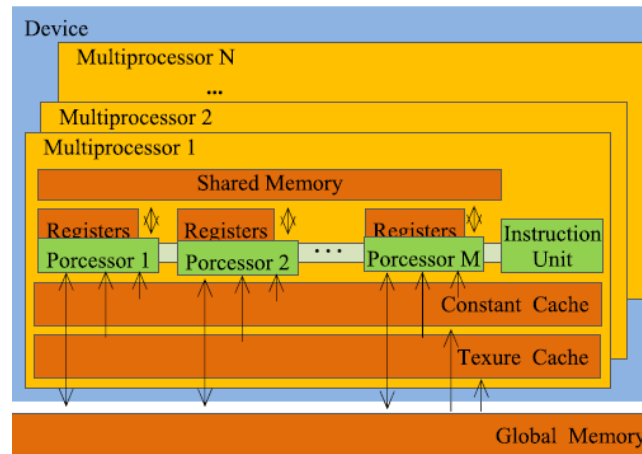 Device
Multiprocessor N
...
Multiprocessor 2
Multiprocessor 1
Shared Memory
Registers Registers Registers
Porcessor 1 Porcessor 2 ... Porcessor M Instruction Unit
Constant Cache
Texure Cache
Global Memory